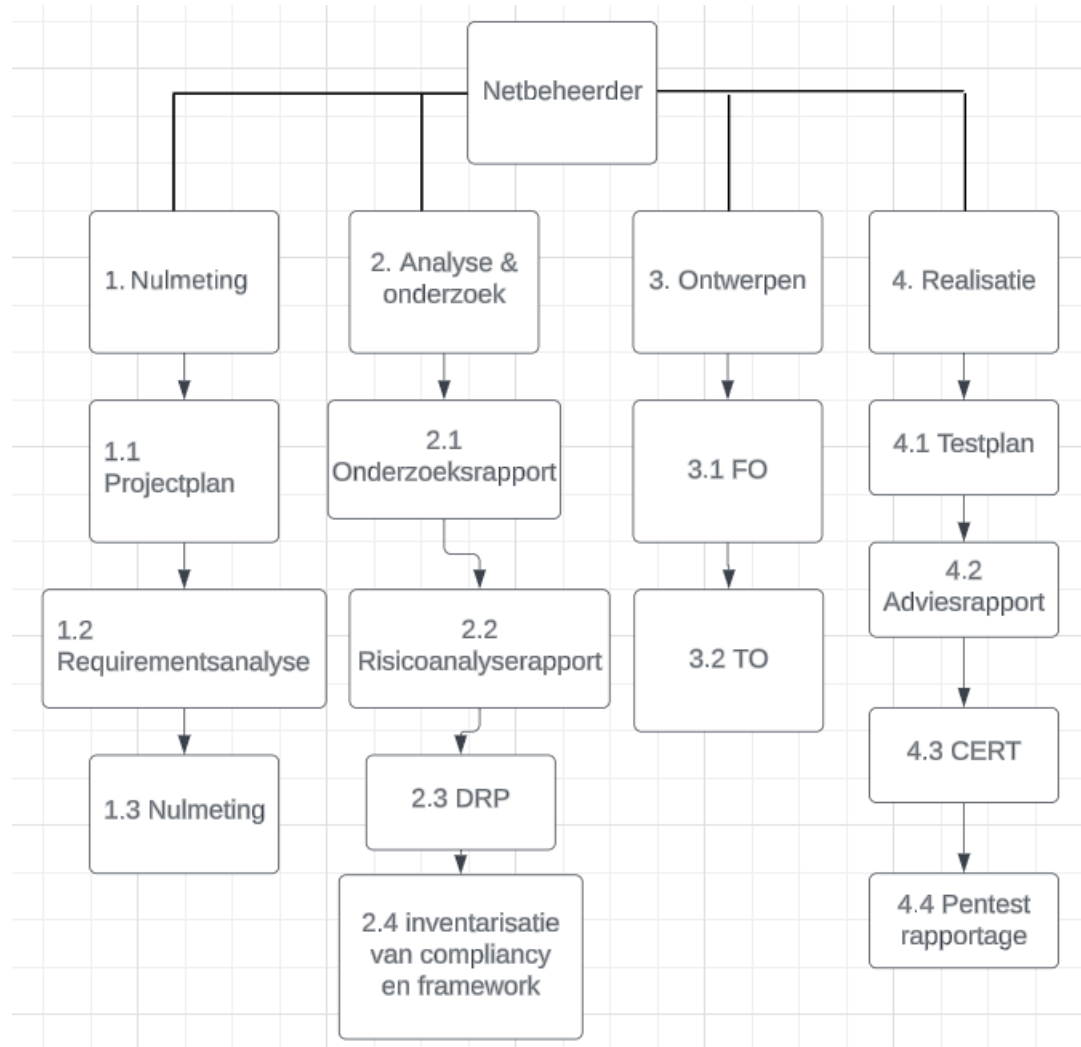 Netbeheerder
1. Nulmeting
2. Analyse &
onderzoek
3. Ontwerpen
4. Realisatie
1.1
Projectplan
2.1
Onderzoeksrapport
3.1 FO
4.1 Testplan
1.2
Requirementsanalyse
2.2
Risicoanalyserapport
3.2 TO
4.2
Adviesrapport
1.3 Nulmeting
2.3 DRP
4.3 CERT
2.4 inventarisatie
van compliancy
en framework
4.4 Pentest
rapportage